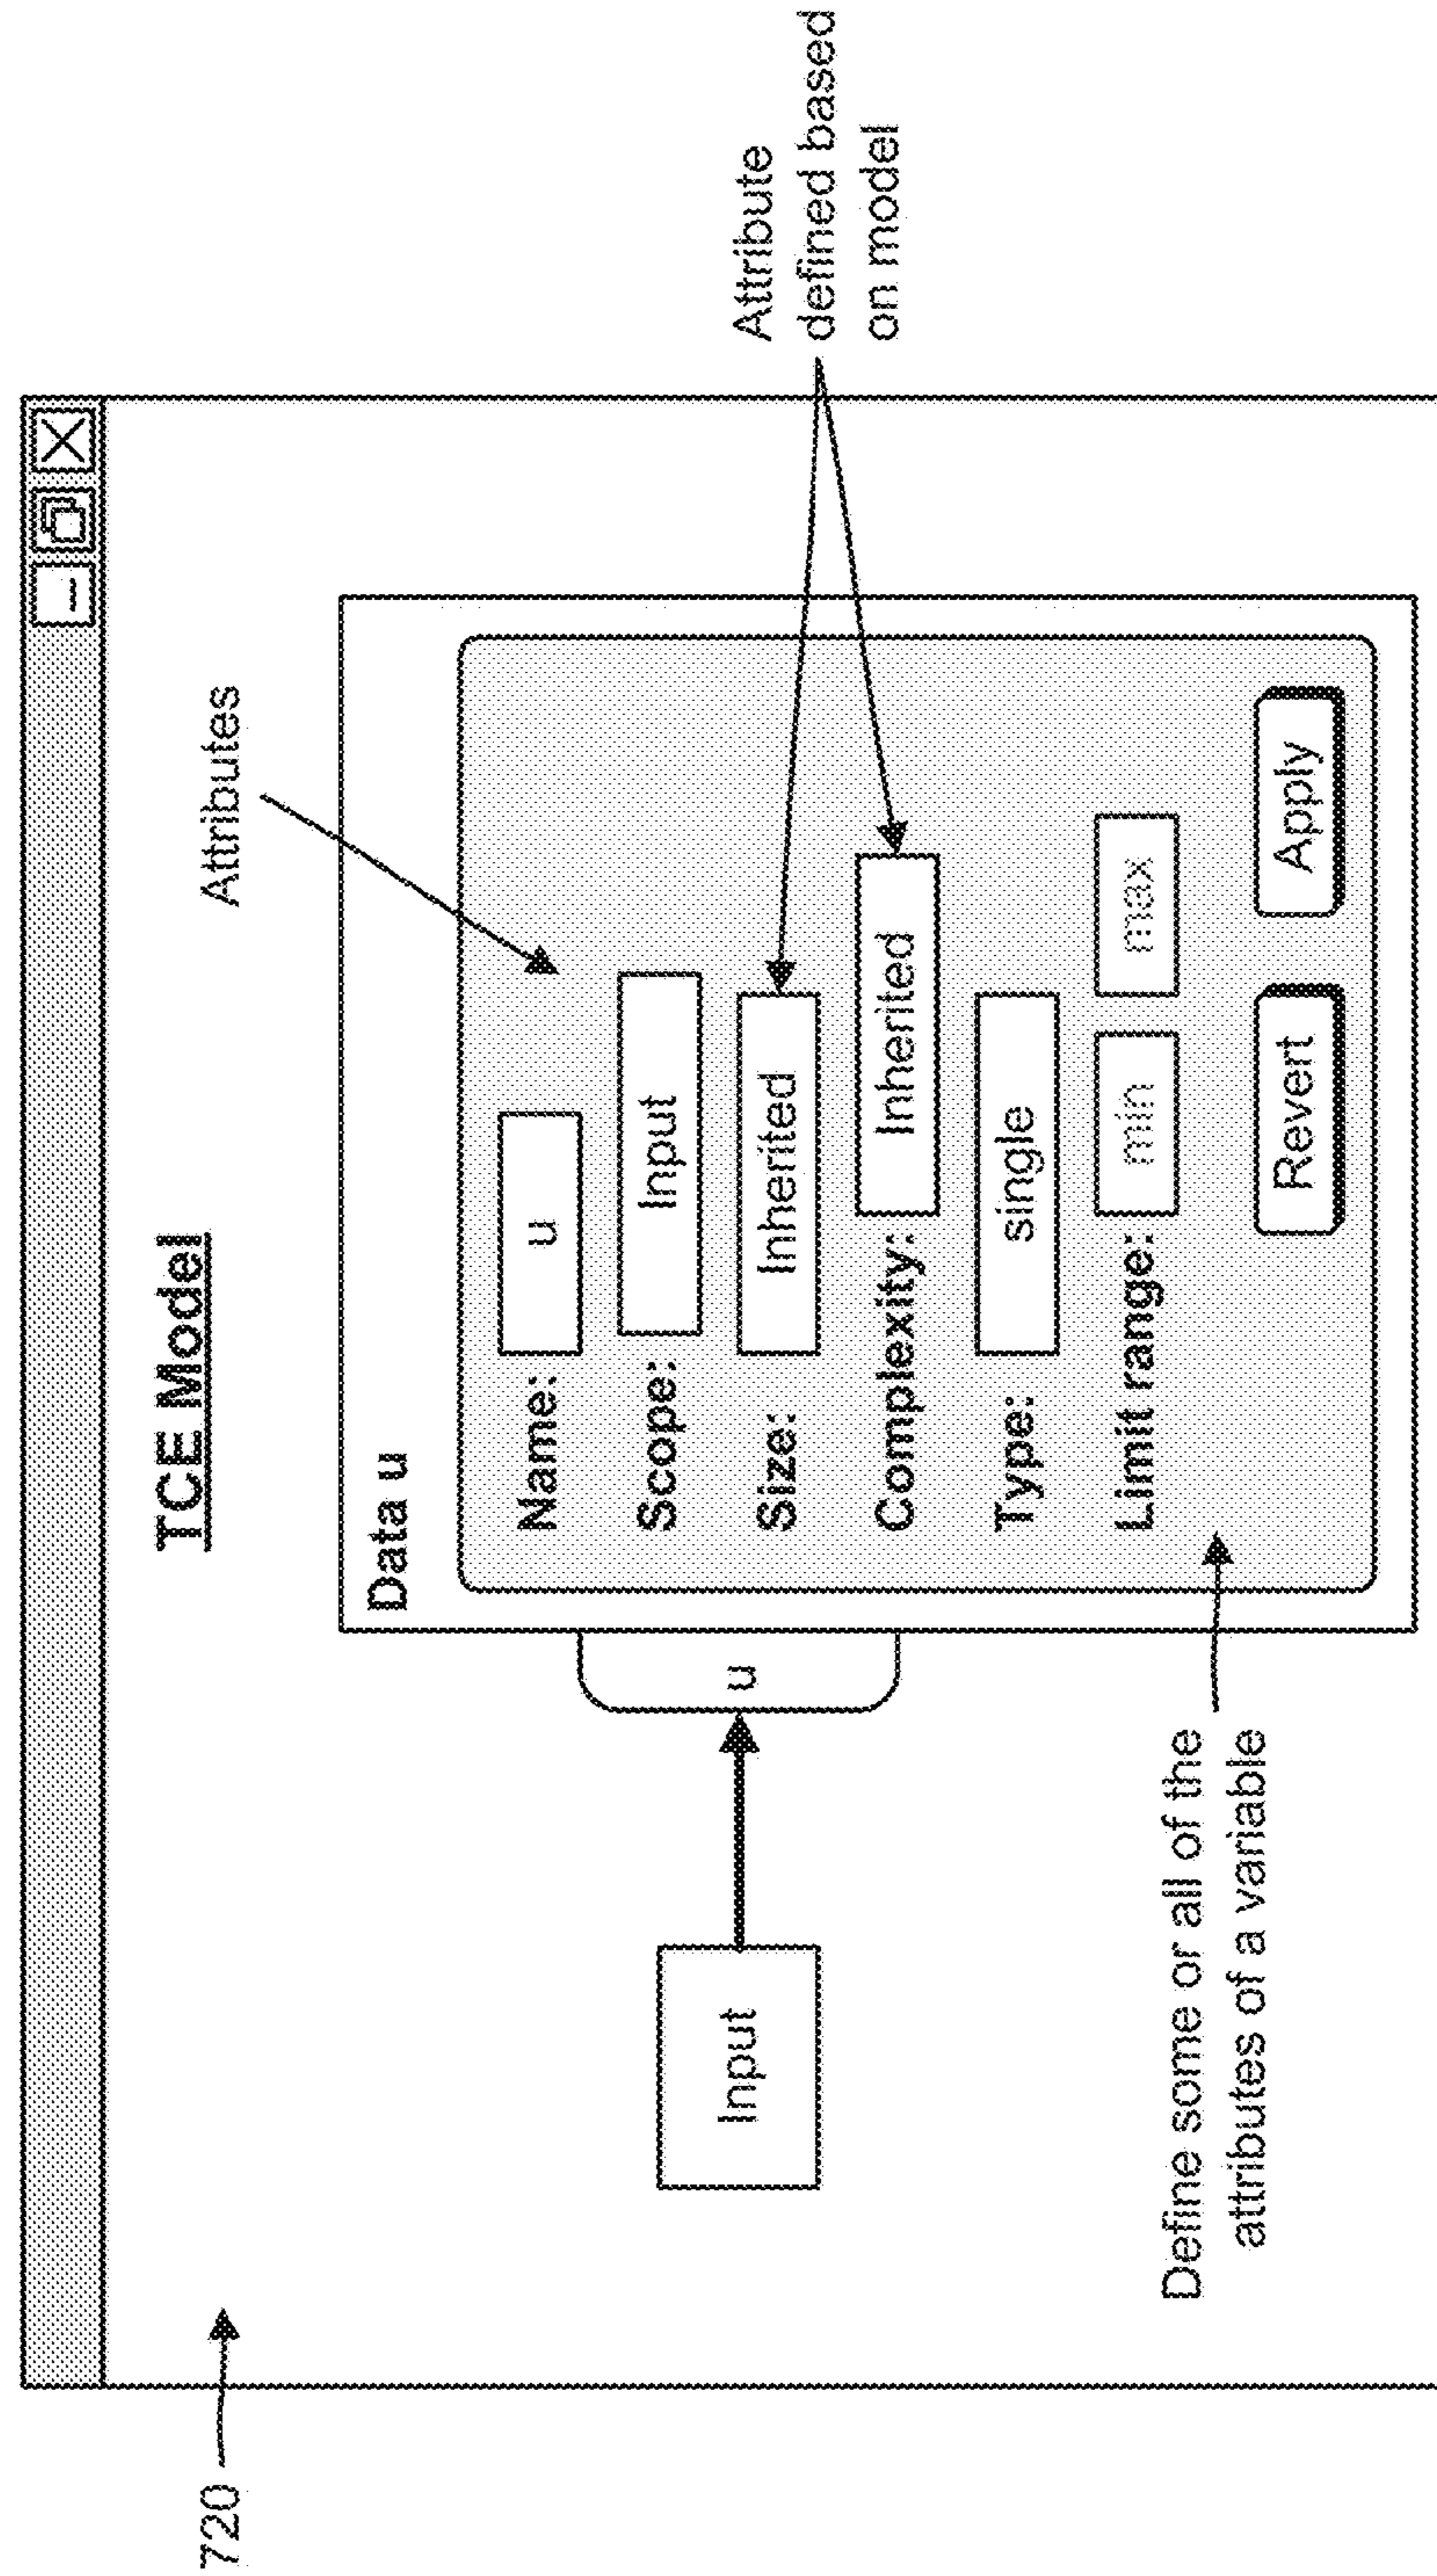 720
TCE Model
Attributes
Data u
Name: u
Scope: Input
Size: Inherited
Complexity: Inherited
Type: single
Limit range: min max
Revert Apply
u
Input
Attribute
defined based
on model
Define some or all of the
attributes of a variable